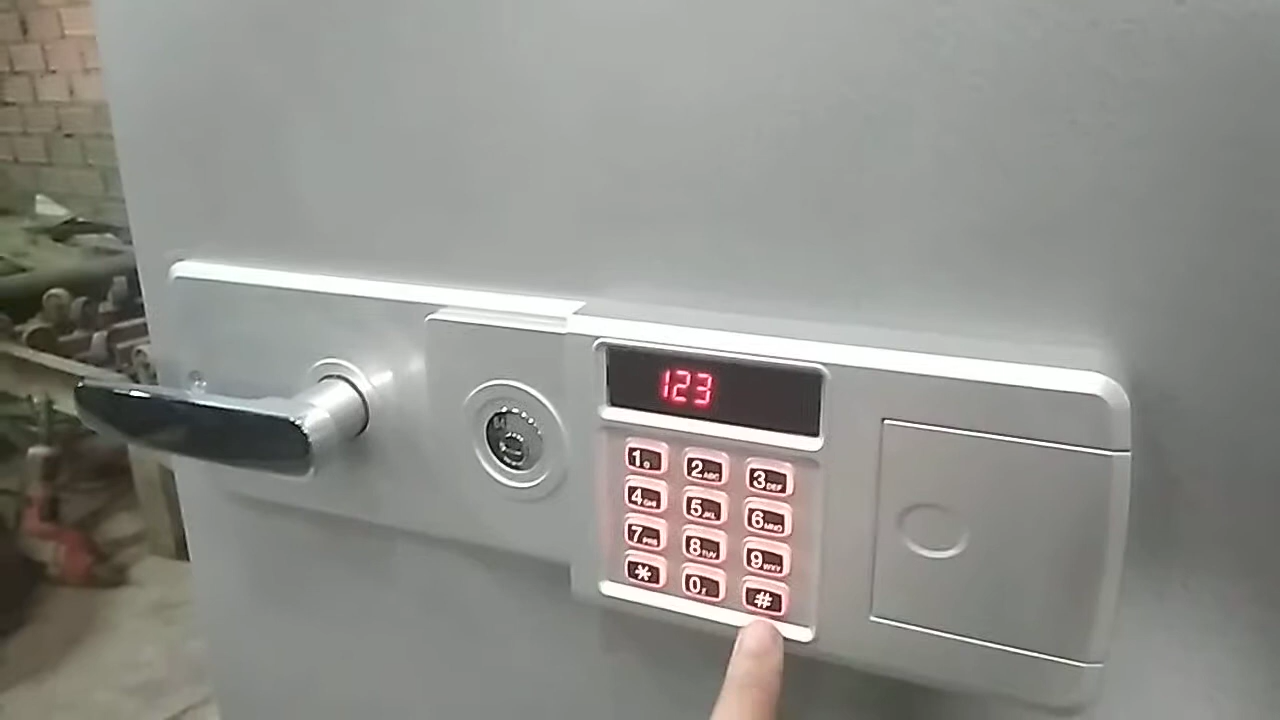 123
1 2ABC 3DEF
4GHI 5JKL 6MNO
7PRS 8TUV 9WXY
* 0 #